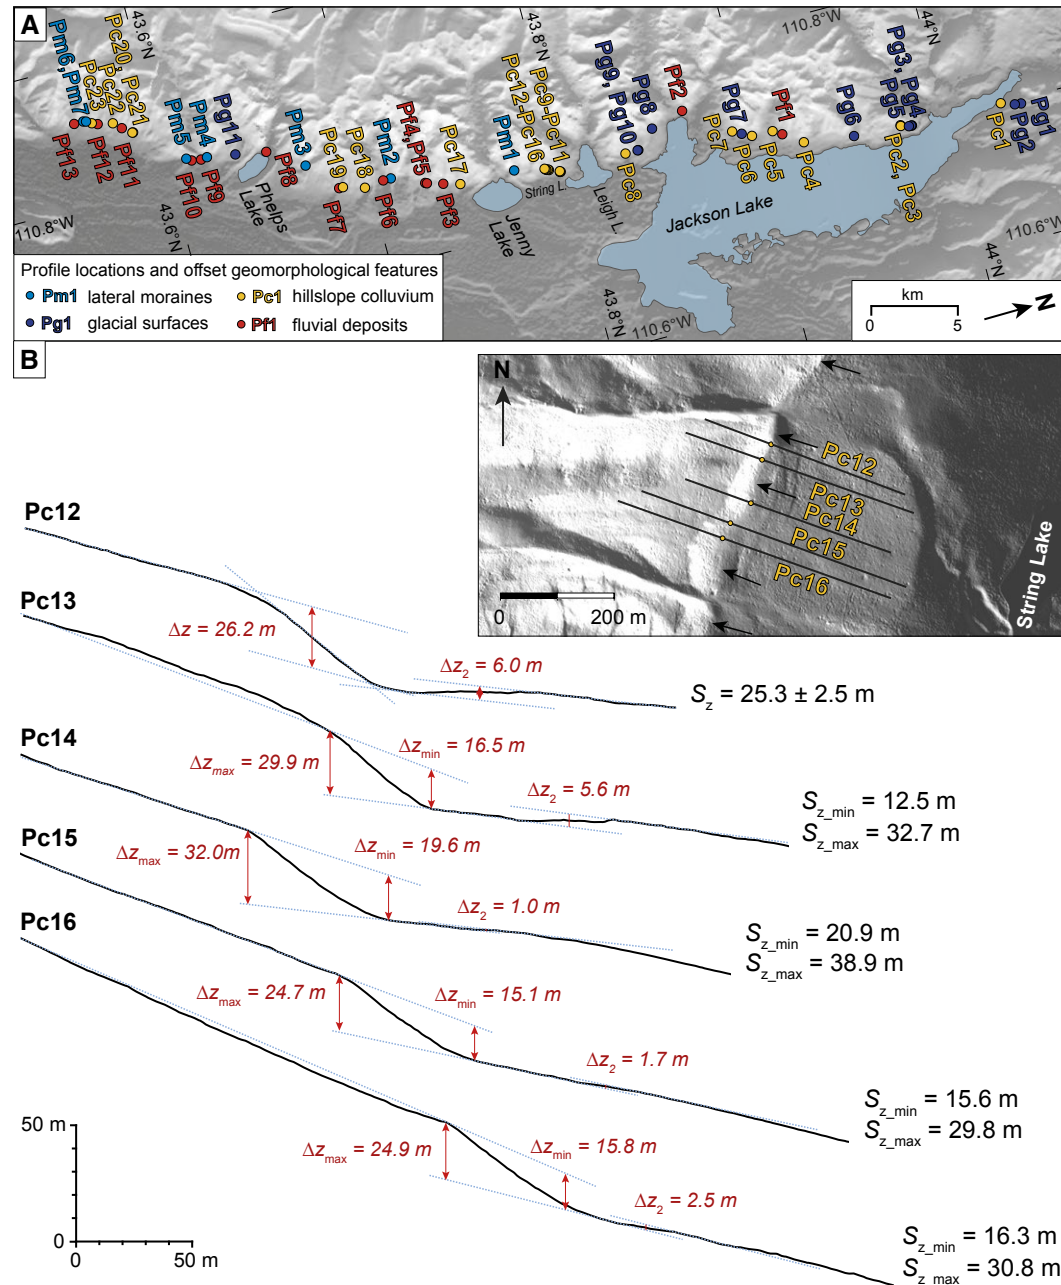 A
43.6°N
43.8°N
110.8°W
44°N
Pm6, Pm7
Pc23
Pc22
Pc20, Pc21
Pm5
Pm4
Pg11
Pm3
Pc19
Pc18
Pm2
Pf4, Pf5
Pc17
Pm1
Pc12-Pc16
Pc9-Pc11
Pg9, Pg10
Pg8
Pf2
Pg7
Pf1
Pg6
Pg3, Pg4
Pg5
Pf13
Pf12
Pf11
Pf10
Pf9
Pf8
Pf7
Pf6
Pf3
Pc8
Pc7
Pc6
Pc5
Pc4
Pc2, Pc3
Pc1
Pg2
Pg1
Phelps
Lake
Jenny
Lake
String L.
Leigh L.
Jackson Lake
110.8°W
43.6°N
43.8°N
110.6°W
44°N
110.6°W
Profile locations and offset geomorphological features
Pm1 lateral moraines
Pc1 hillslope colluvium
Pg1 glacial surfaces
Pf1 fluvial deposits
km
0 5
N
B
N
Pc12
Pc13
Pc14
Pc15
Pc16
0 200 m
String Lake
Pc12
Δz = 26.2 m
Δz2 = 6.0 m
Sz = 25.3 ± 2.5 m
Pc13
Δzmax = 29.9 m
Δzmin = 16.5 m
Δz2 = 5.6 m
Sz_min = 12.5 m
Sz_max = 32.7 m
Pc14
Δzmax = 32.0m
Δzmin = 19.6 m
Δz2 = 1.0 m
Sz_min = 20.9 m
Sz_max = 38.9 m
Pc15
Δzmax = 24.7 m
Δzmin = 15.1 m
Δz2 = 1.7 m
Sz_min = 15.6 m
Sz_max = 29.8 m
Pc16
Δzmax = 24.9 m
Δzmin = 15.8 m
Δz2 = 2.5 m
Sz_min = 16.3 m
Sz_max = 30.8 m
50 m
0
0 50 m